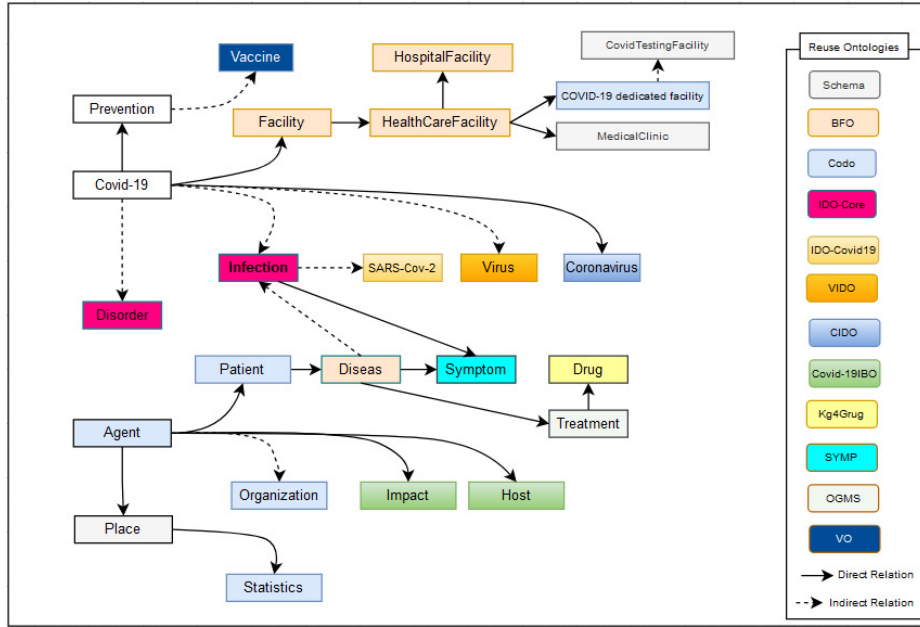 CovidTestingFacility
Reuse Ontologies
Vaccine
HospitalFacility
Schema
Prevention
COVID-19 dedicated facility
Facility
HealthCareFacility
BFO
MedicalClinic
Codo
Covid-19
IDO-Core
Infection
SARS-Cov-2
Virus
Coronavirus
IDO-Covid19
VIDO
Disorder
CIDO
Patient
Diseas
Symptom
Drug
Covid-19IBO
Kg4Grug
Treatment
Agent
SYMP
Organization
Impact
Host
OGMS
Place
VO
Direct Relation
Statistics
Indirect Relation